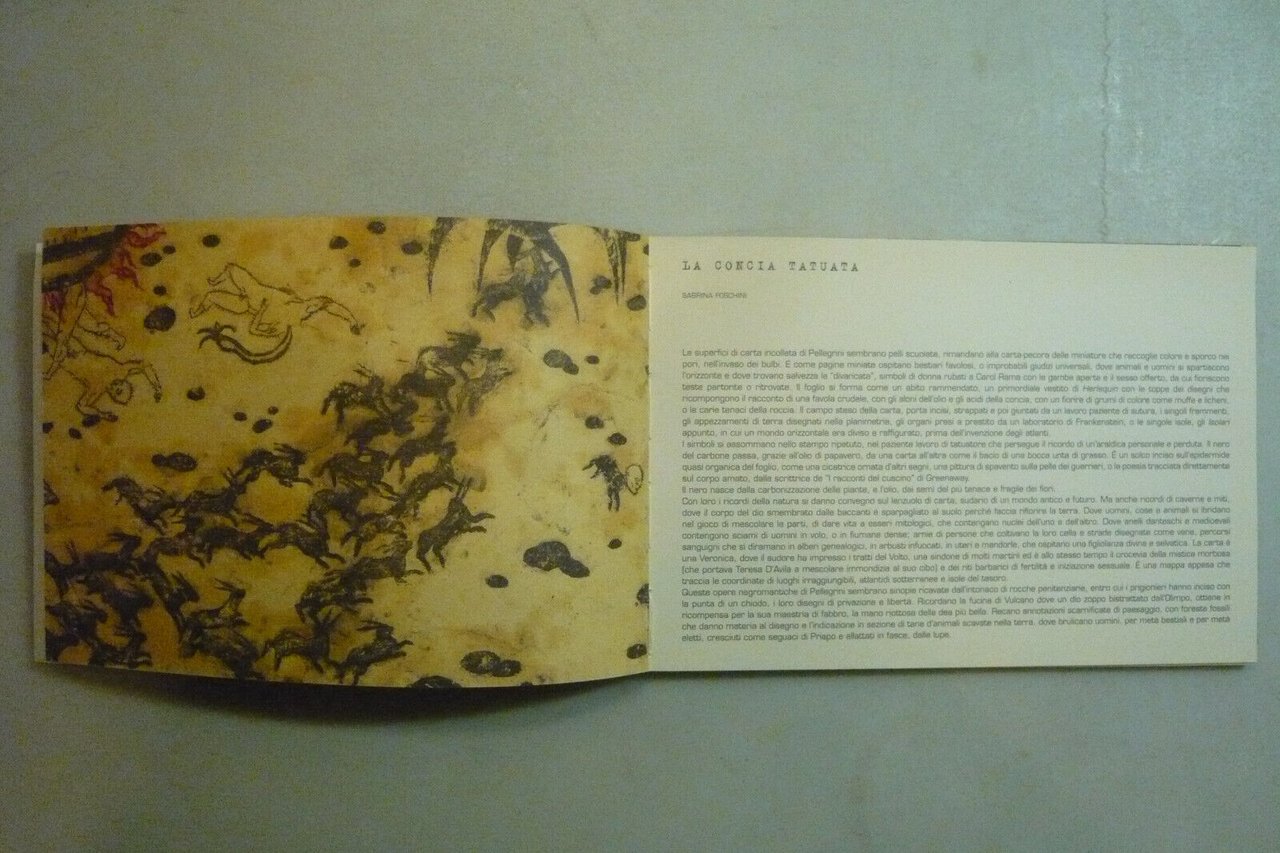 LA CONCIA TATUATA
SABRINA FOSCHINI
Le superfici di carta incollata di Pellegrini sembrano pelli scuoiate, rimandano alla carta-pecora delle miniature che raccoglie colore e sporco nei
pori, nell'invaso dei bulbi. E come pagine miniate ospitano bestiari favolosi, o improbabili giudizi universali, dove animali e uomini si spartiscono
l'orizzonte e dove trovano salvezza le "divaricate", simboli di donna rubati a Carol Rama con le gambe aperte e il sesso offerto, da cui fioriscono
teste partorite o ritrovate. Il foglio si forma come un abito rammendato, un primordiale vestito di Harlequin con le toppe dei disegni che
ricompongono il racconto di una favola crudele, con gli aloni dell'olio e gli acidi della concia, con un fiorire di grumi di colore come muffe e licheni,
o le carie tenaci della roccia. Il campo steso della carta, porta incisi, strappati e poi giuntati da un lavoro paziente di sutura, i singoli frammenti,
gli appezzamenti di terra disegnati nella planimetria, gli organi presi a prestito da un laboratorio di Frankenstein, o le singole isole, gli isolari
appunto, in cui un mondo orizzontale era diviso e raffigurato, prima dell'invenzione degli atlanti.
I simboli si assommano nello stampo ripetuto, nel paziente lavoro di tatuatore che persegue il ricordo di un'araldica personale e perduta. Il nero
del carbone passa, grazie all'olio di papavero, da una carta all'altra come il bacio di una bocca unta di grasso. È un solco inciso sull'epidermide
quasi organica del foglio, come una cicatrice ornata d'altri segni, una pittura di spavento sulla pelle dei guerrieri, o la poesia tracciata direttamente
sul corpo amato, dalla scrittrice de "I racconti del cuscino" di Greenaway.
Il nero nasce dalla carbonizzazione delle piante, e l'olio, dai semi del più tenace e fragile dei fiori.
Con loro i ricordi della natura si danno convegno sul lenzuolo di carta, sudario di un mondo antico e futuro. Ma anche ricordi di caverne e miti,
dove il corpo del dio smembrato dalle baccanti è sparpagliato al suolo perché faccia rifiorire la terra. Dove uomini, cose e animali si ibridano
nel gioco di mescolare le parti, di dare vita a esseri mitologici, che contengano nuclei dell'uno e dell'altro. Dove anelli danteschi e medioevali
contengono sciami di uomini in volo, o in fiumane dense; arnie di persone che coltivano la loro cella e strade disegnate come vene, percorsi
sanguigni che si diramano in alberi genealogici, in arbusti infuocati, in uteri e mandorle, che ospitano una figliolanza divina e selvatica. La carta è
una Veronica, dove il sudore ha impresso i tratti del Volto, una sindone di molti martiri ed è allo stesso tempo il crocevia della mistica morbosa
(che portava Teresa D'Avila a mescolare immondizia al suo cibo) e dei riti barbarici di fertilità e iniziazione sessuale. È una mappa appesa che
traccia le coordinate di luoghi irraggiungibili, atlantidi sotterranee e isole del tesoro.
Queste opere negromantiche di Pellegrini sembrano sinopie ricavate dall'intonaco di rocche penitenziarie, entro cui i prigionieri hanno inciso con
la punta di un chiodo, i loro disegni di privazione e libertà. Ricordano la fucina di Vulcano dove un dio zoppo bistrattato dall'Olimpo, ottiene in
ricompensa per la sua maestria di fabbro, la mano riottosa della dea più bella. Recano annotazioni scarnificate di paesaggio, con foreste fossili
che danno materia al disegno e l'indicazione in sezione di tane d'animali scavate nella terra, dove brulicano uomini, per metà bestiali e per metà
eletti, cresciuti come seguaci di Priapo e allattati in fasce, dalle lupe.